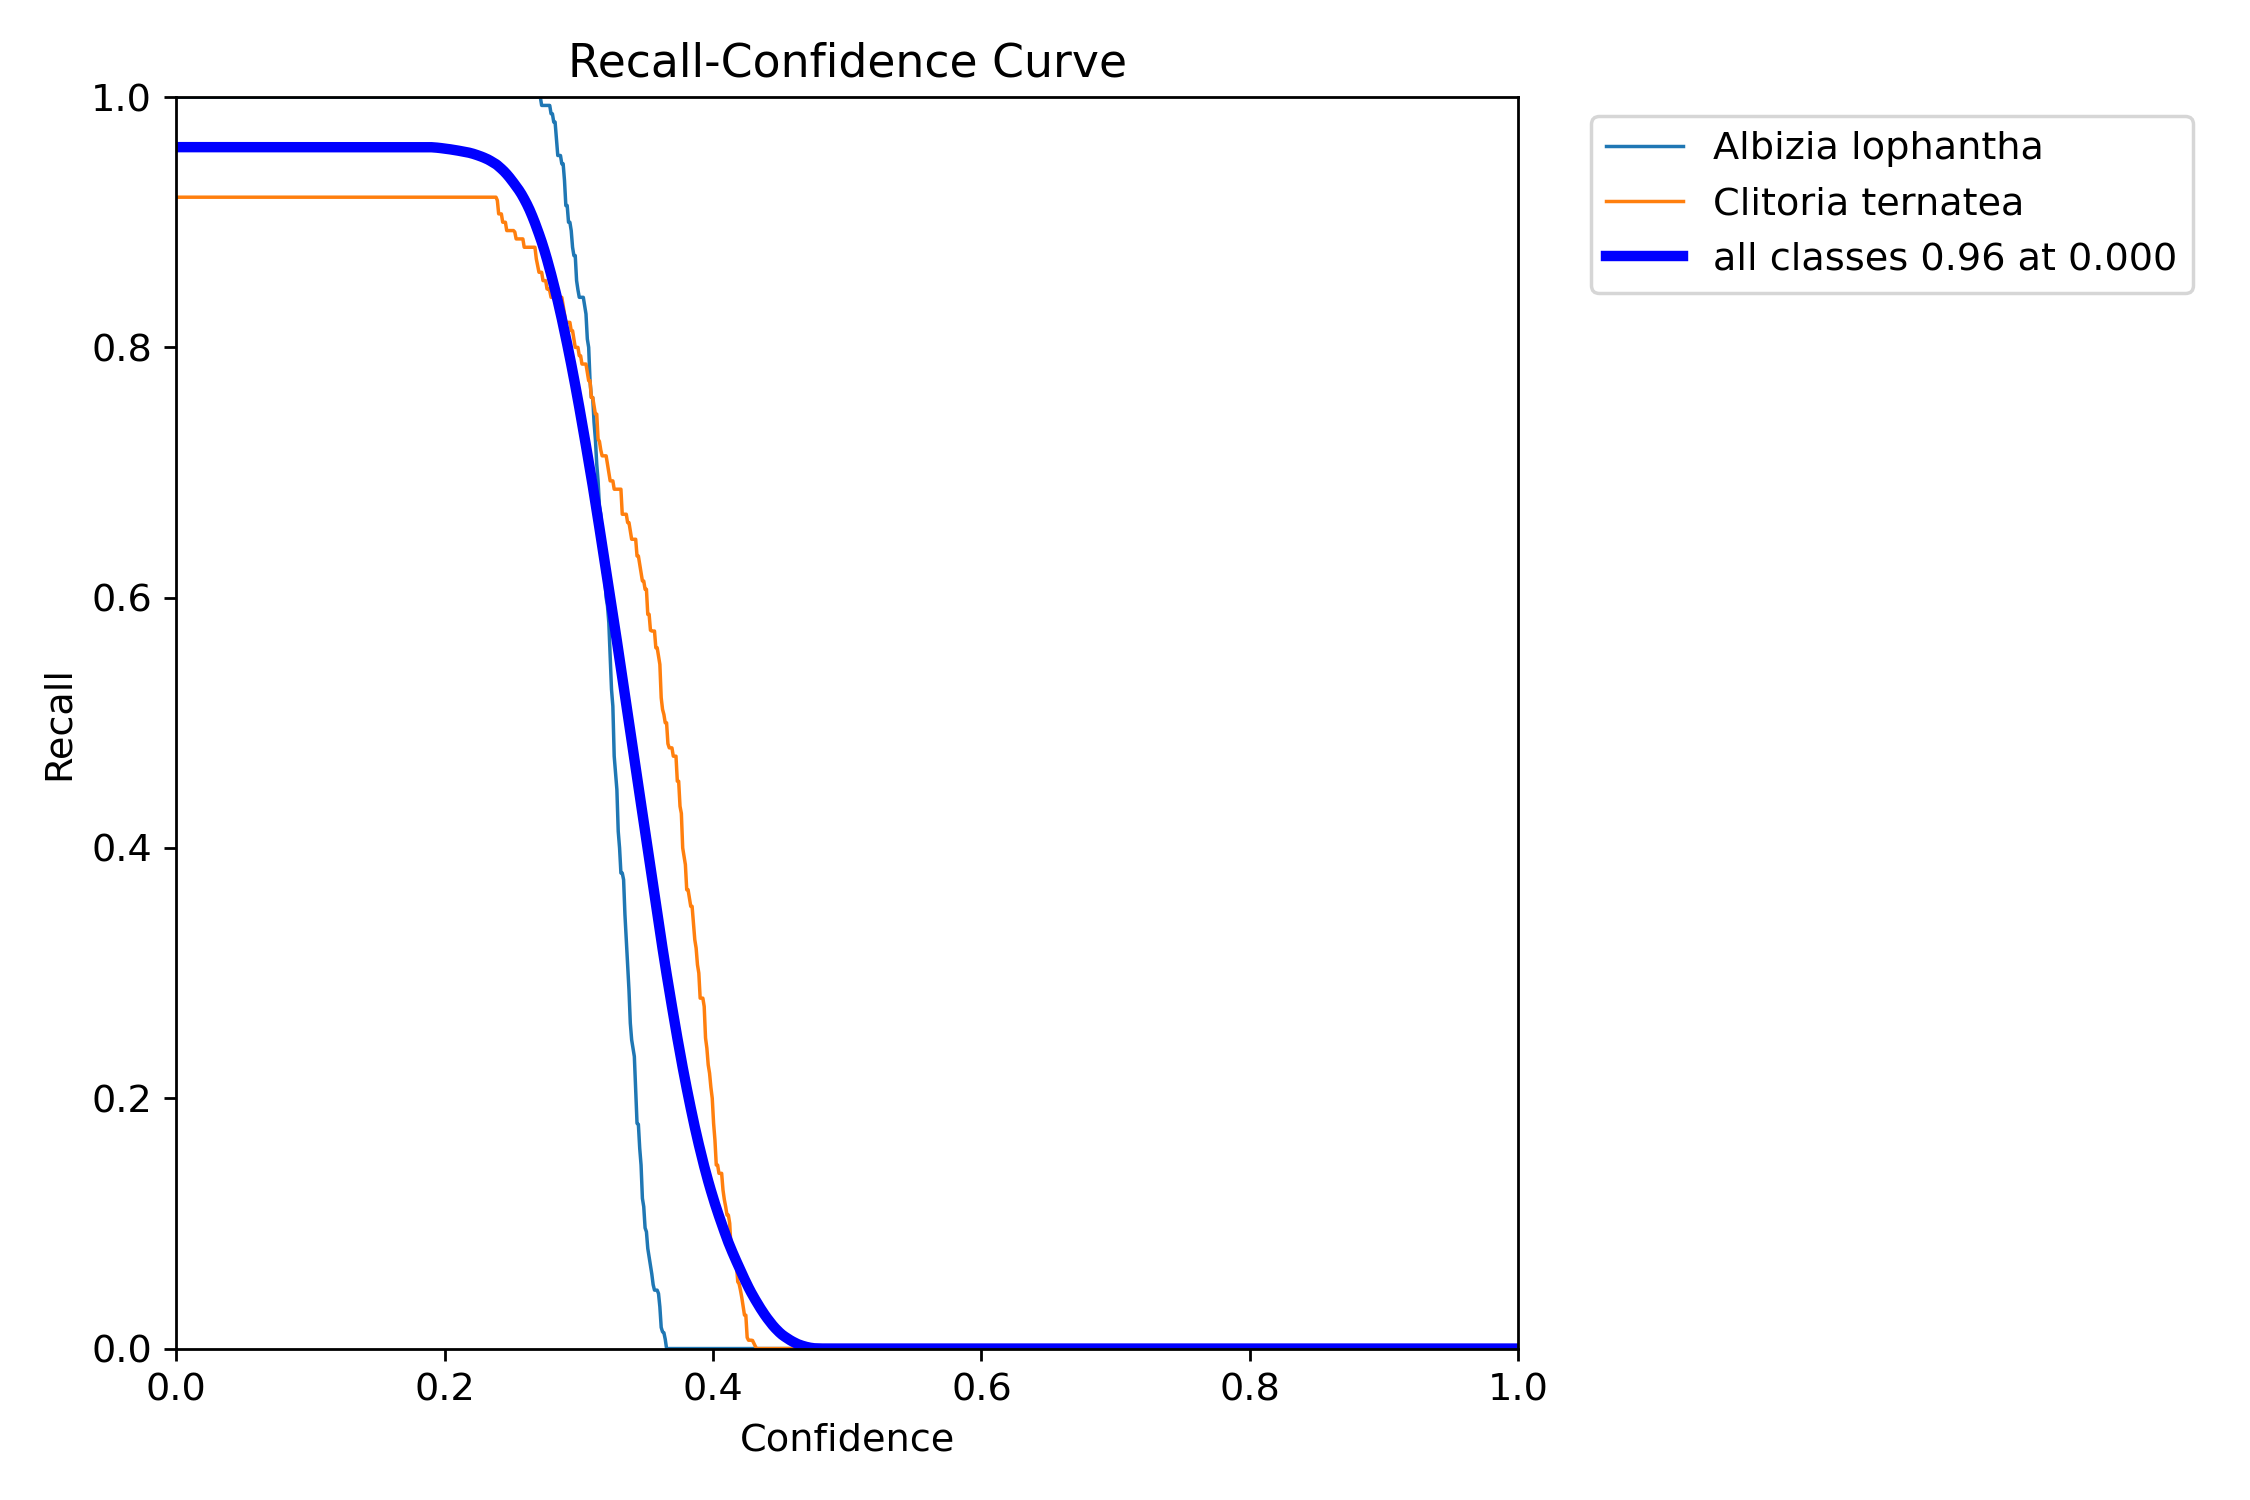 Recall-Confidence Curve
Albizia lophantha
Clitoria ternatea
all classes 0.96 at 0.000
Recall
1.0
0.8
0.6
0.4
0.2
0.0
0.0 0.2 0.4 0.6 0.8 1.0
Confidence